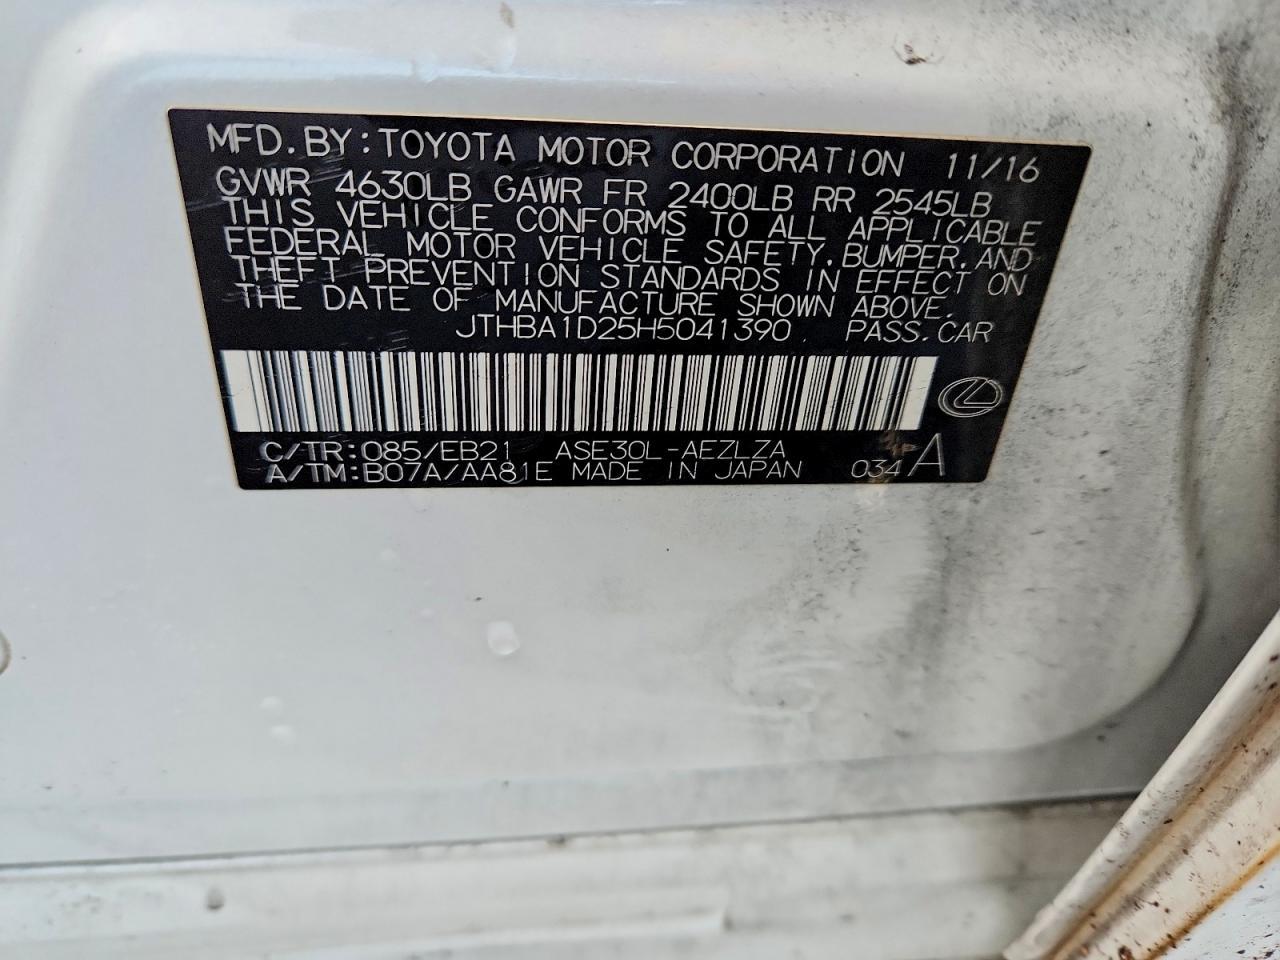 MFD. BY: TOYOTA MOTOR CORPORATION 11/16
GVWR 4630LB GAWR FR 2400LB RR 2545LB
THIS VEHICLE CONFORMS TO ALL APPLICABLE
FEDERAL MOTOR VEHICLE SAFETY, BUMPER, AND
THEFT PREVENTION STANDARDS IN EFFECT ON
THE DATE OF MANUFACTURE SHOWN ABOVE.
JTHBA1D25H5041390 PASS. CAR
C/TR: 085/EB21 ASE30L-AEZLZA
A/TM: B07A/AA81E MADE IN JAPAN 034 A